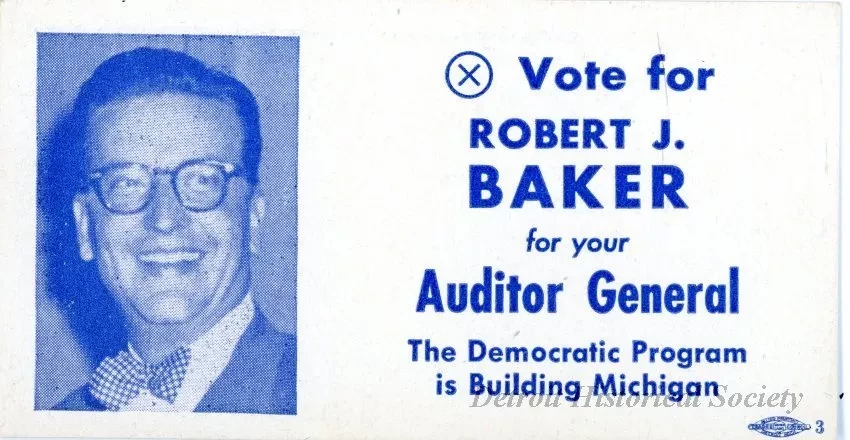 Vote for
ROBERT J.
BAKER
for your
Auditor General
The Democratic Program
is Building Michigan
Detroit Historical Society
3